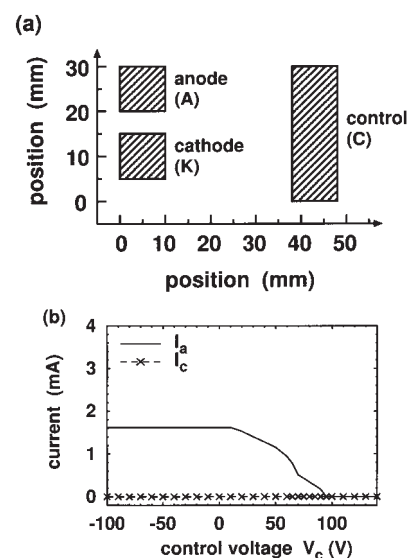 (a)
30
20
10
0
position (mm)
anode
(A)
cathode
(K)
control
(C)
0 10 20 30 40 50
position (mm)
(b)
4
3
2
1
0
current (mA)
Ia
Ic
-100 -50 0 50 100
control voltage Vc (V)